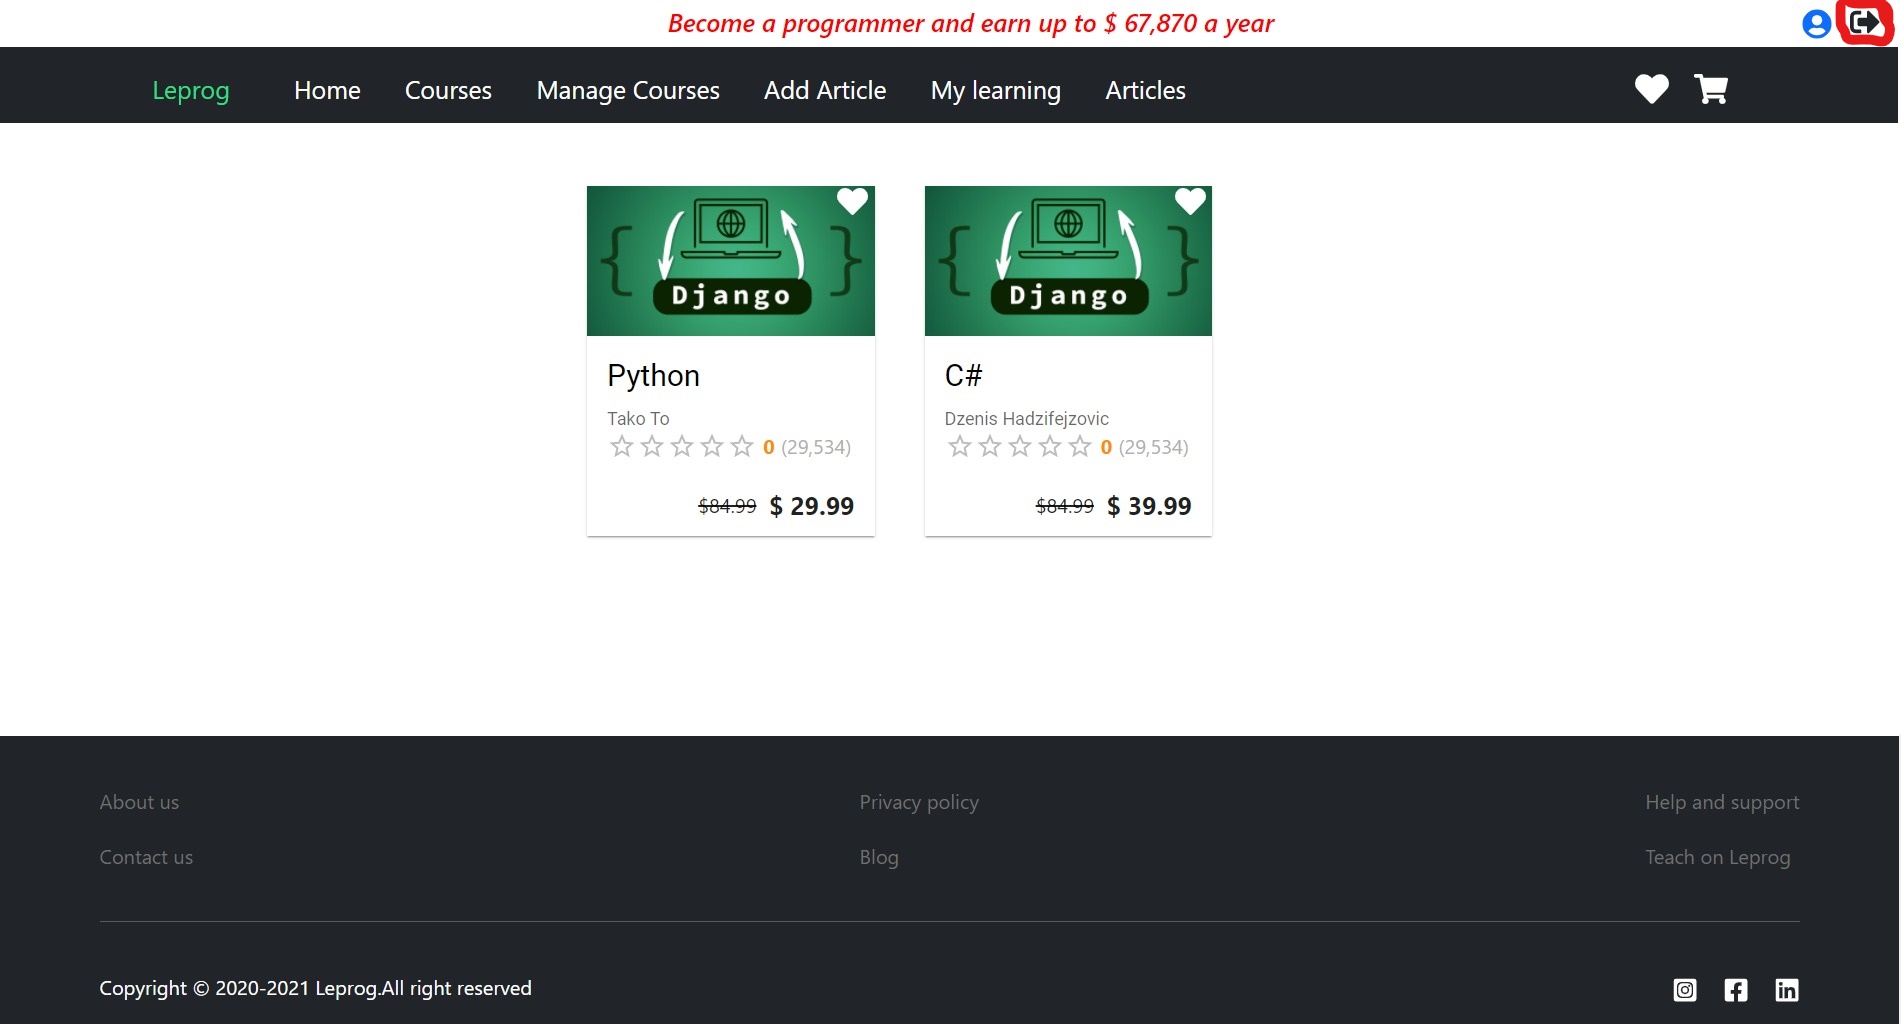 Become a programmer and earn up to $ 67,870 a year
Leprog Home Courses Manage Courses Add Article My learning Articles
Django
Python
Tako To
0 (29,534)
$84.99 $ 29.99
Django
C#
Dzenis Hadzifejzovic
0 (29,534)
$84.99 $ 39.99
About us
Contact us
Privacy policy
Blog
Help and support
Teach on Leprog
Copyright © 2020-2021 Leprog.All right reserved